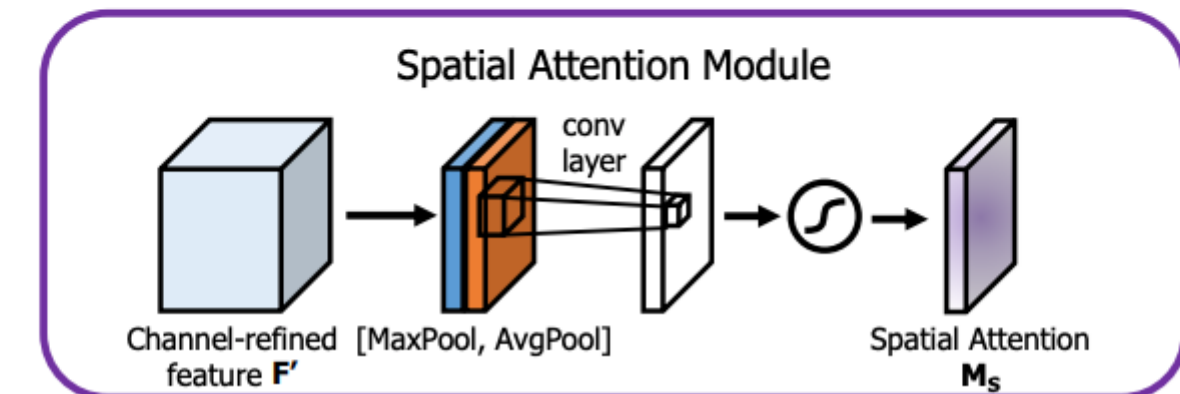 Spatial Attention Module
conv
layer
Channel-refined
feature F'
[MaxPool, AvgPool]
Spatial Attention
Ms